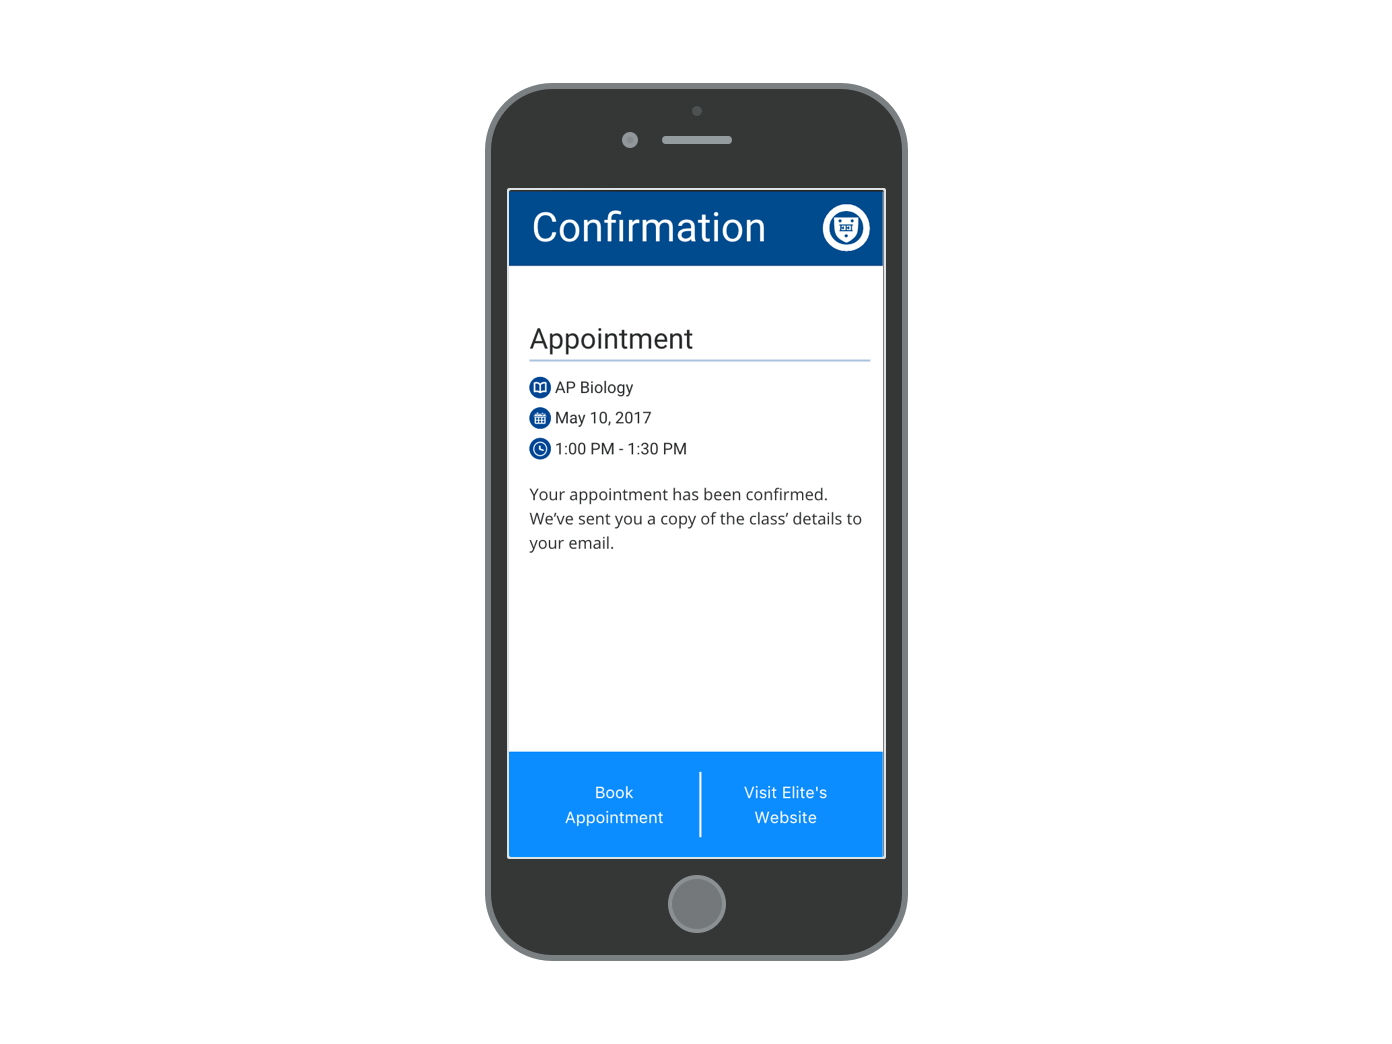 Confirmation
Appointment
AP Biology
May 10, 2017
1:00 PM - 1:30 PM
Your appointment has been confirmed.
We’ve sent you a copy of the class’ details to
your email.
Book
Appointment
Visit Elite's
Website